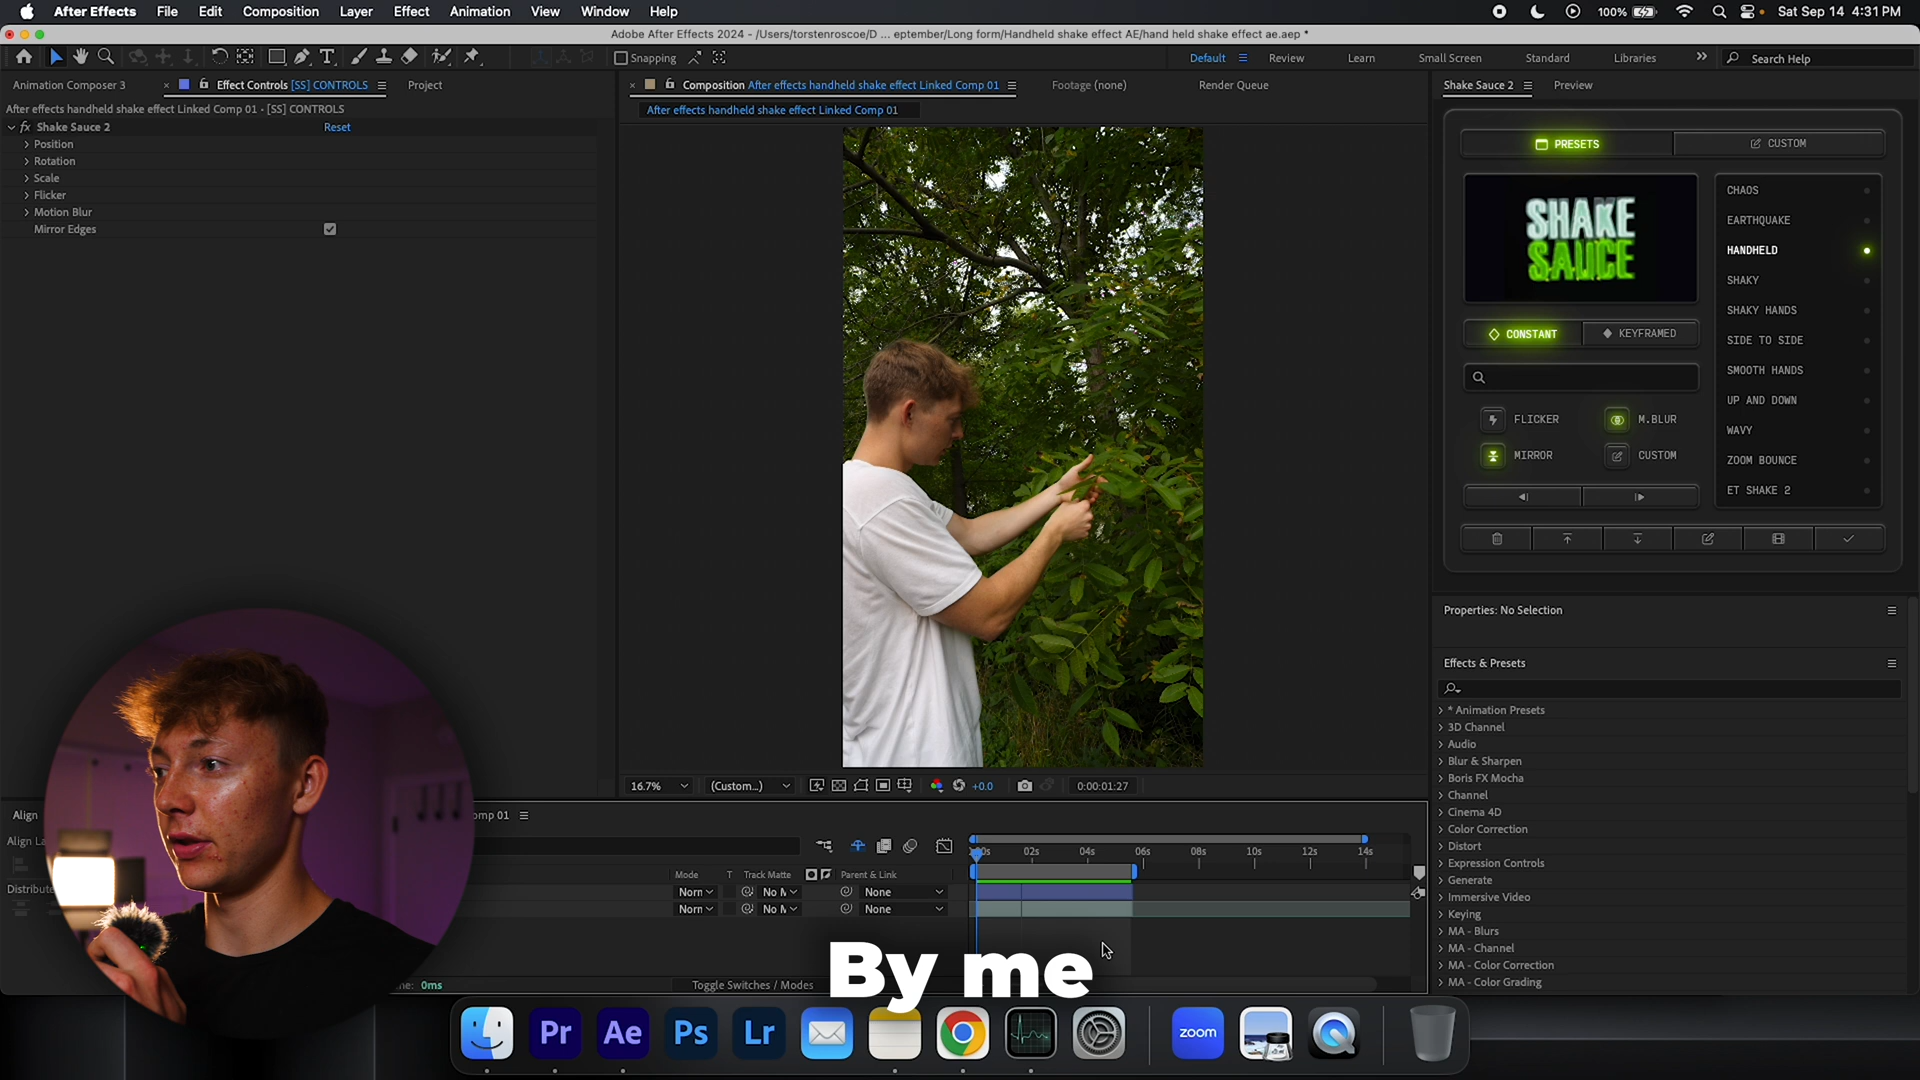 After Effects File Edit Composition Layer Effect Animation View Window Help 100% Sat Sep 14 4:31 PM
Adobe After Effects 2024 - /Users/torstenroscoe/D ... eptember/Long form/Handheld shake effect AE/hand held shake effect ae.aep *
Snapping Default Review Learn Small Screen Standard Libraries Search Help
Animation Composer 3 Effect Controls [SS] CONTROLS Project
Composition After effects handheld shake effect Linked Comp 01 Footage (none) Render Queue
Shake Sauce 2 Preview
After effects handheld shake effect Linked Comp 01 • [SS] CONTROLS
After effects handheld shake effect Linked Comp 01
fx Shake Sauce 2 Reset
Position
Rotation
Scale
Flicker
Motion Blur
Mirror Edges
PRESETS CUSTOM
SHAKE
SAUCE
CHAOS
EARTHQUAKE
HANDHELD
SHAKY
SHAKY HANDS
SIDE TO SIDE
SMOOTH HANDS
UP AND DOWN
WAVY
ZOOM BOUNCE
ET SHAKE 2
CONSTANT KEYFRAMED
FLICKER M.BLUR
MIRROR CUSTOM
Properties: No Selection
Effects & Presets
* Animation Presets
3D Channel
Audio
Blur & Sharpen
Boris FX Mocha
Channel
Cinema 4D
Color Correction
Distort
Expression Controls
Generate
Immersive Video
Keying
MA - Blurs
MA - Channel
MA - Color Correction
MA - Color Grading
16.7% (Custom...) +0.0 0:00:01:27
Align omp 01
Align La
Distribute
02s 04s 06s 08s 10s 12s 14s
Mode T Track Matte Parent & Link
Norr No M None
Norr No M None
me: 0ms Toggle Switches / Modes
By me
Pr Ae Ps Lr zoom